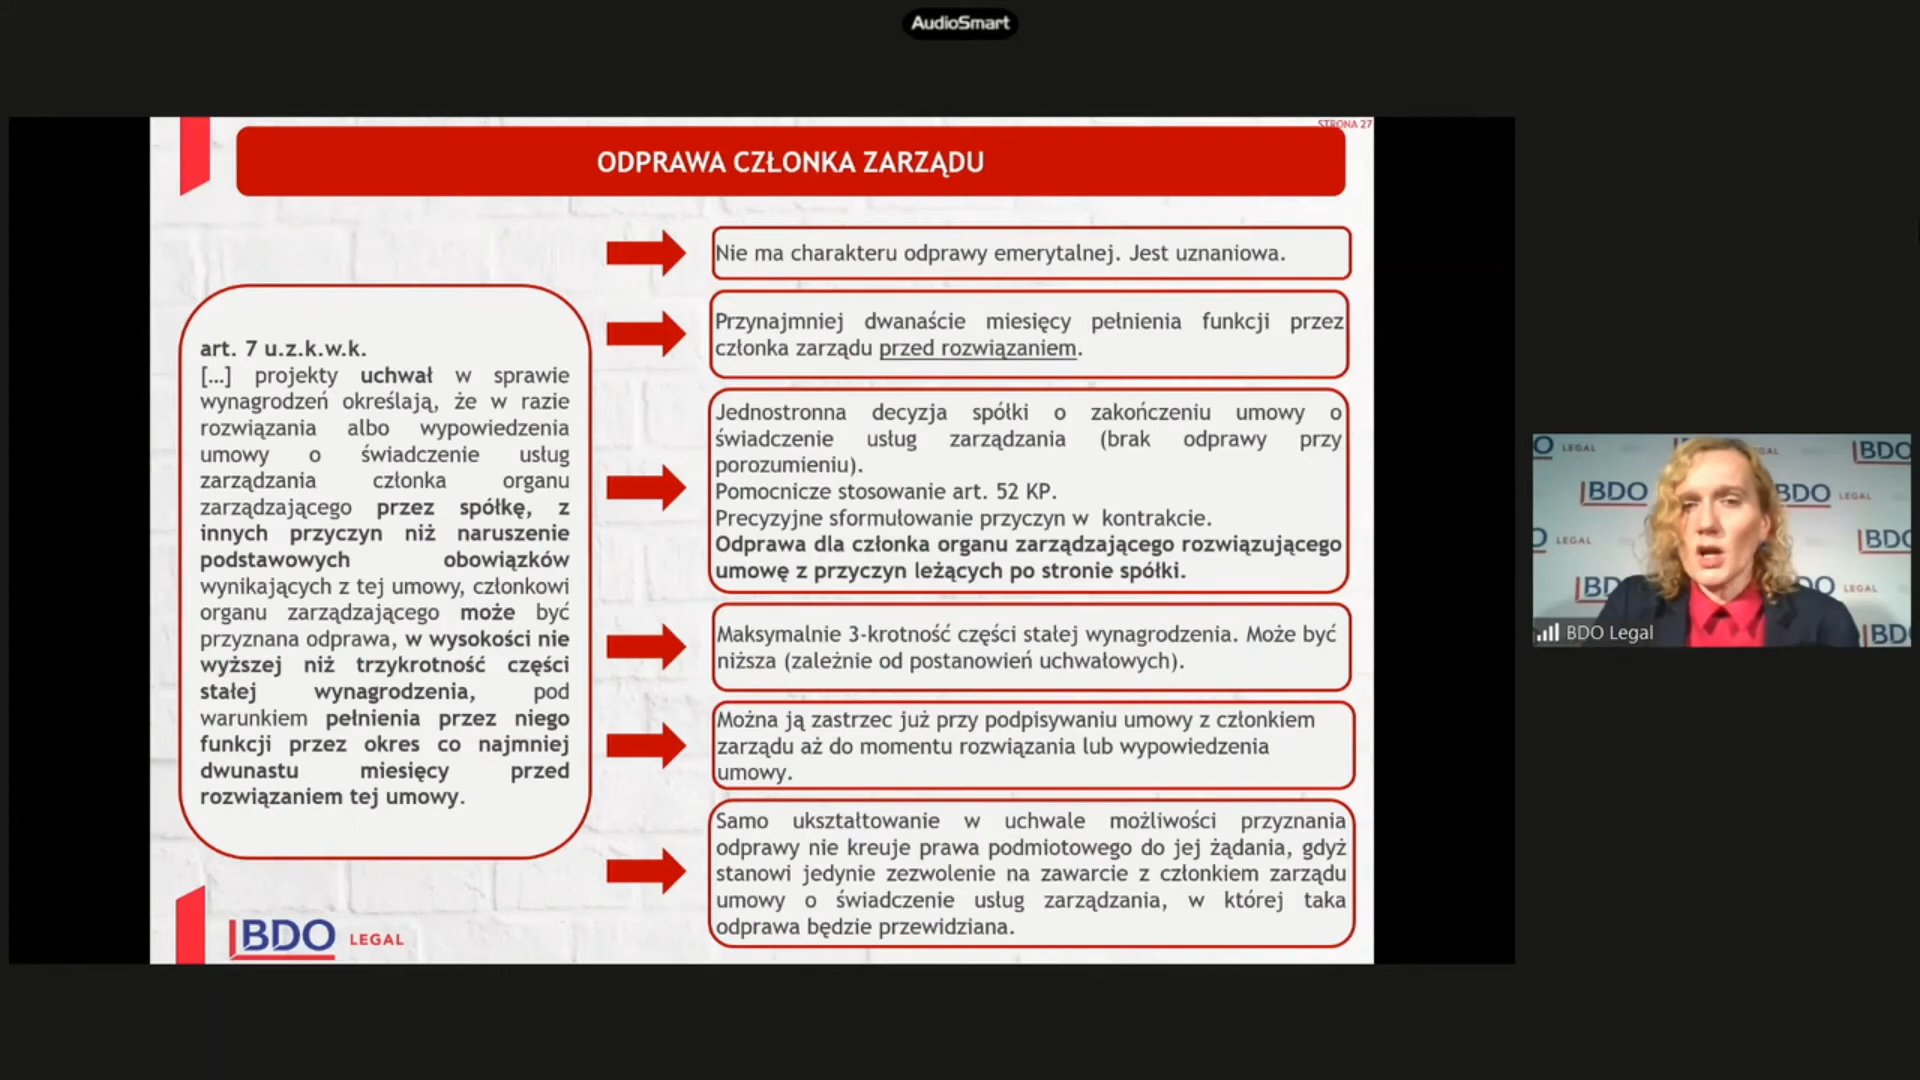 AudioSmart
STRONA 27
ODPRAWA CZŁONKA ZARZĄDU
art. 7 u.z.k.w.k.
[…] projekty uchwał w sprawie
wynagrodzeń określają, że w razie
rozwiązania albo wypowiedzenia
umowy o świadczenie usług
zarządzania członka organu
zarządzającego przez spółkę, z
innych przyczyn niż naruszenie
podstawowych obowiązków
wynikających z tej umowy, członkowi
organu zarządzającego może być
przyznana odprawa, w wysokości nie
wyższej niż trzykrotność części
stałej wynagrodzenia, pod
warunkiem pełnienia przez niego
funkcji przez okres co najmniej
dwunastu miesięcy przed
rozwiązaniem tej umowy.
Nie ma charakteru odprawy emerytalnej. Jest uznaniowa.
Przynajmniej dwanaście miesięcy pełnienia funkcji przez
członka zarządu przed rozwiązaniem.
Jednostronna decyzja spółki o zakończeniu umowy o
świadczenie usług zarządzania (brak odprawy przy
porozumieniu).
Pomocnicze stosowanie art. 52 KP.
Precyzyjne sformułowanie przyczyn w kontrakcie.
Odprawa dla członka organu zarządzającego rozwiązującego
umowę z przyczyn leżących po stronie spółki.
Maksymalnie 3-krotność części stałej wynagrodzenia. Może być
niższa (zależnie od postanowień uchwałowych).
Można ją zastrzec już przy podpisywaniu umowy z członkiem
zarządu aż do momentu rozwiązania lub wypowiedzenia
umowy.
Samo ukształtowanie w uchwale możliwości przyznania
odprawy nie kreuje prawa podmiotowego do jej żądania, gdyż
stanowi jedynie zezwolenie na zawarcie z członkiem zarządu
umowy o świadczenie usług zarządzania, w której taka
odprawa będzie przewidziana.
BDO LEGAL
BDO Legal